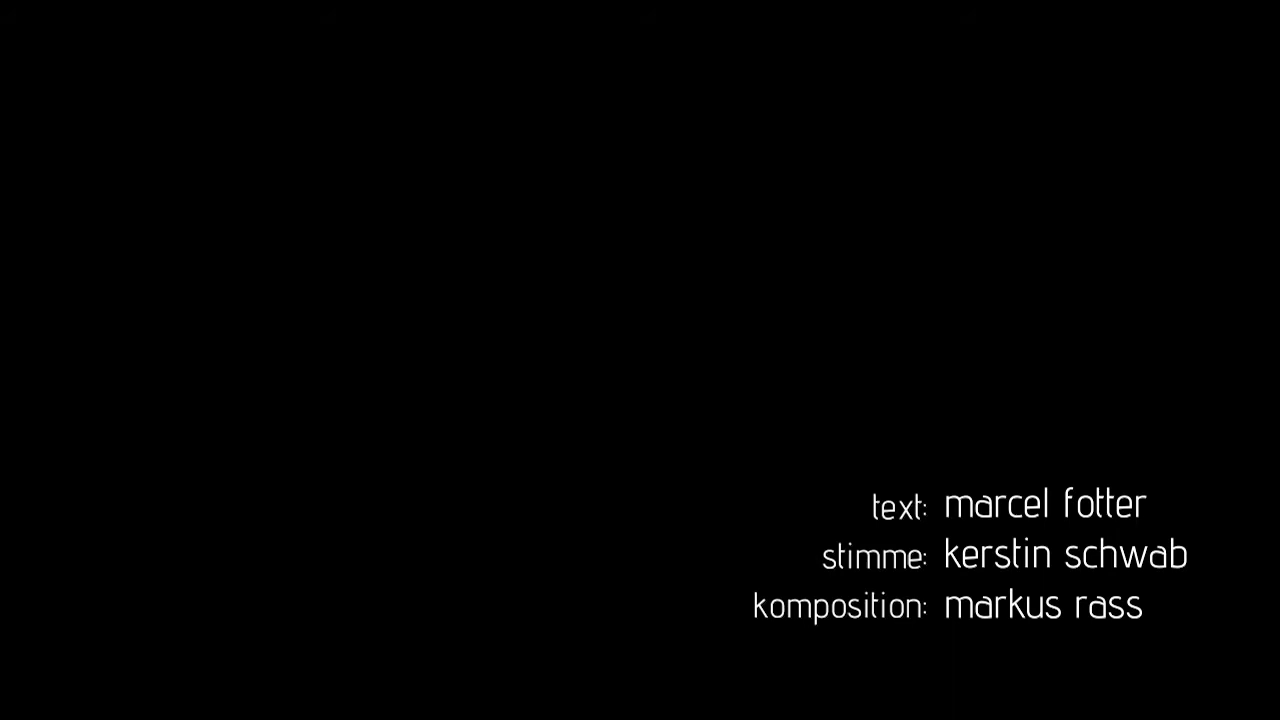 text: marcel fotter
stimme: kerstin schwab
komposition: markus rass